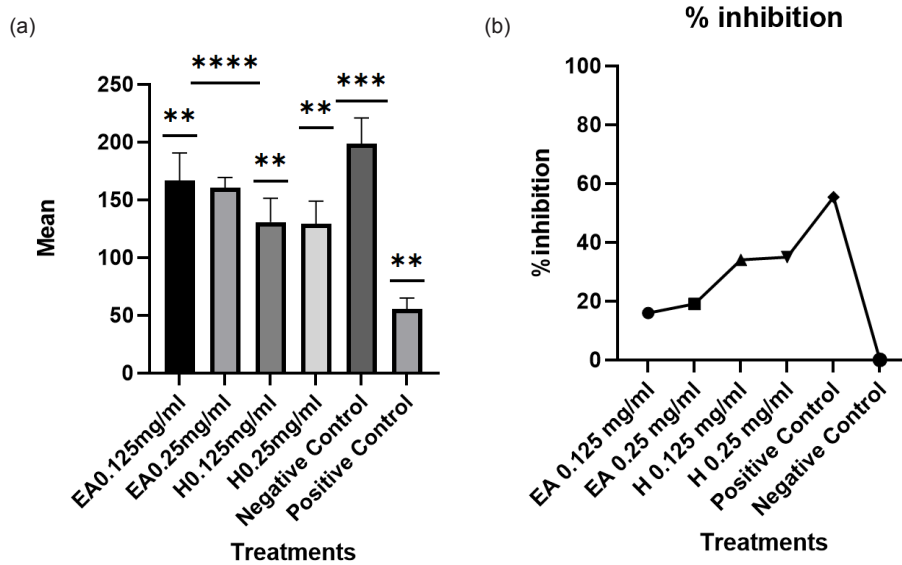 (a)
250
200
150
100
50
0
Mean
**
****
**
**
***
**
EA0.125mg/ml
EA0.25mg/ml
H0.125mg/ml
H0.25mg/ml
Negative Control
Positive Control
Treatments
(b)
% inhibition
100
80
60
40
20
0
% inhibition
EA 0.125 mg/ml
EA 0.25 mg/ml
H 0.125 mg/ml
H 0.25 mg/ml
Positive Control
Negative Control
Treatments